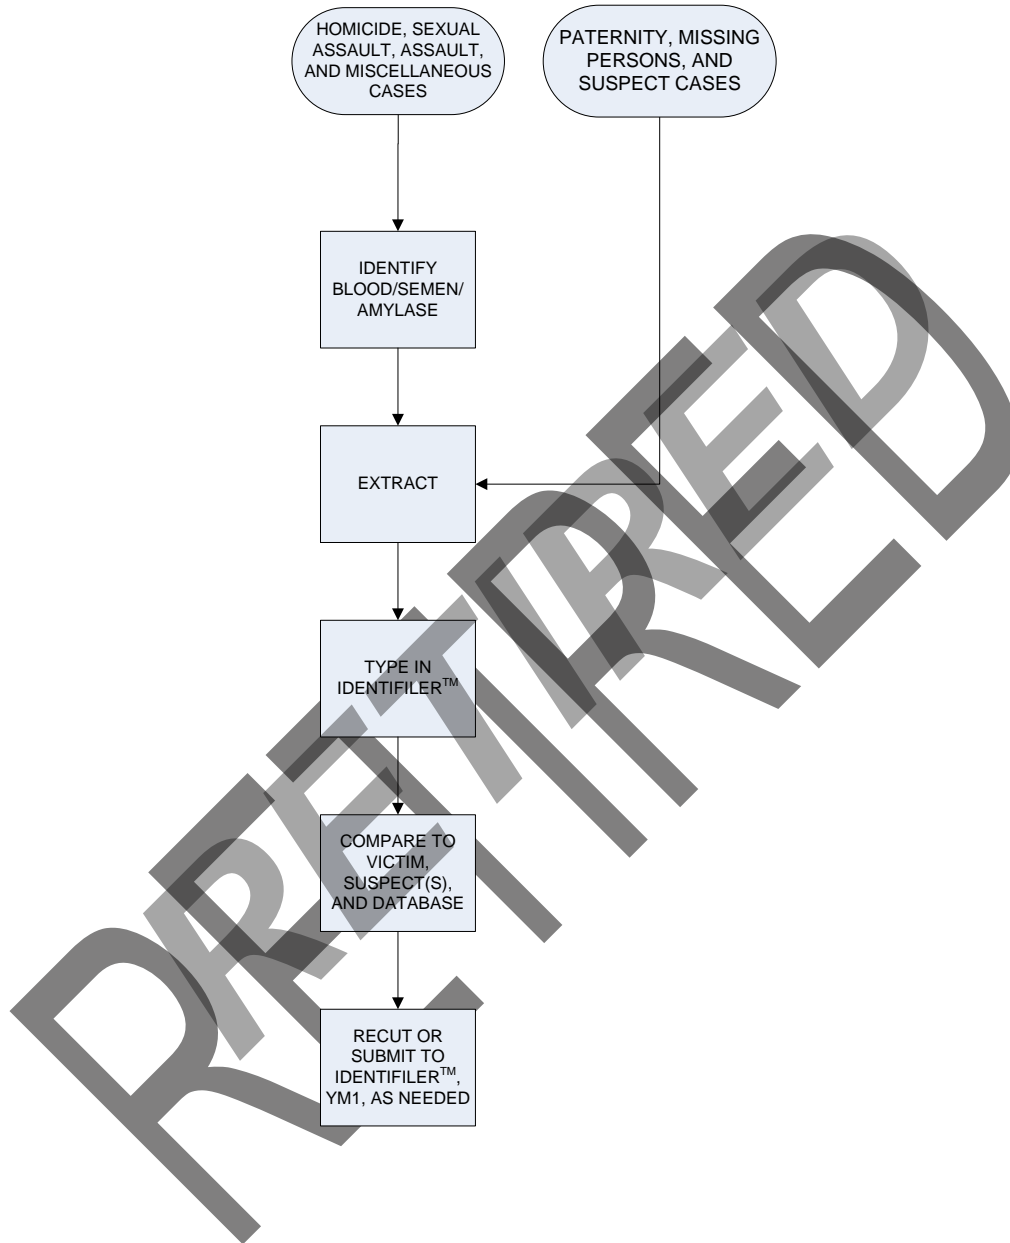 HOMICIDE, SEXUAL
ASSAULT, ASSAULT,
AND MISCELLANEOUS
CASES
PATERNITY, MISSING
PERSONS, AND
SUSPECT CASES
IDENTIFY
BLOOD/SEMEN/
AMYLASE
EXTRACT
TYPE IN
IDENTIFILER™
COMPARE TO
VICTIM,
SUSPECT(S),
AND DATABASE
RECUT OR
SUBMIT TO
IDENTIFILER™,
YM1, AS NEEDED
RETIRED
RETIRED